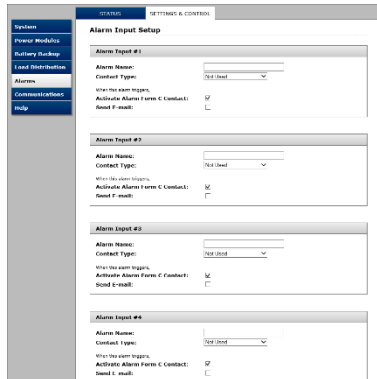 STATUS
SETTINGS & CONTROL
System
Power Modules
Battery Backup
Load Distribution
Alarms
Communications
Help
Alarm Input Setup
Alarm Input #1
Alarm Name:
Contact Type: Not Used
When this alarm triggers,
Activate Alarm Form C Contact:
Send E-mail:
Alarm Input #2
Alarm Name:
Contact Type: Not Used
When this alarm triggers,
Activate Alarm Form C Contact:
Send E-mail:
Alarm Input #3
Alarm Name:
Contact Type: Not Used
When this alarm triggers,
Activate Alarm Form C Contact:
Send E-mail:
Alarm Input #4
Alarm Name:
Contact Type: Not Used
When this alarm triggers,
Activate Alarm Form C Contact:
Send E-mail: